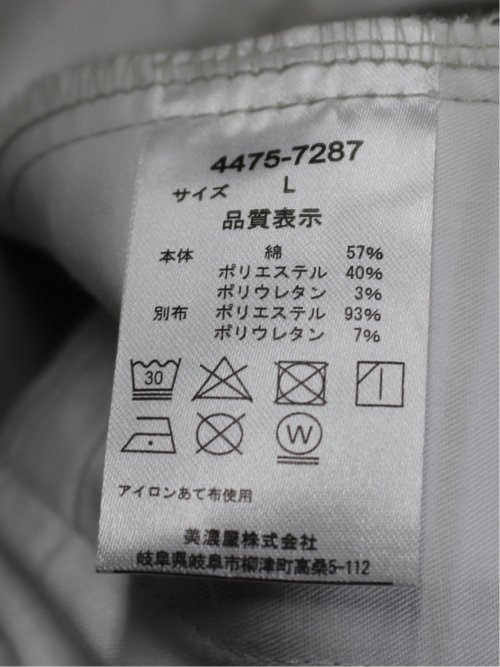 4475-7287
サイズ L
品質表示
本体 綿 57%
ポリエステル 40%
ポリウレタン 3%
別布 ポリエステル 93%
ポリウレタン 7%
30
W
アイロンあて布使用
美濃屋株式会社
岐阜県岐阜市柳津町高桑5-112